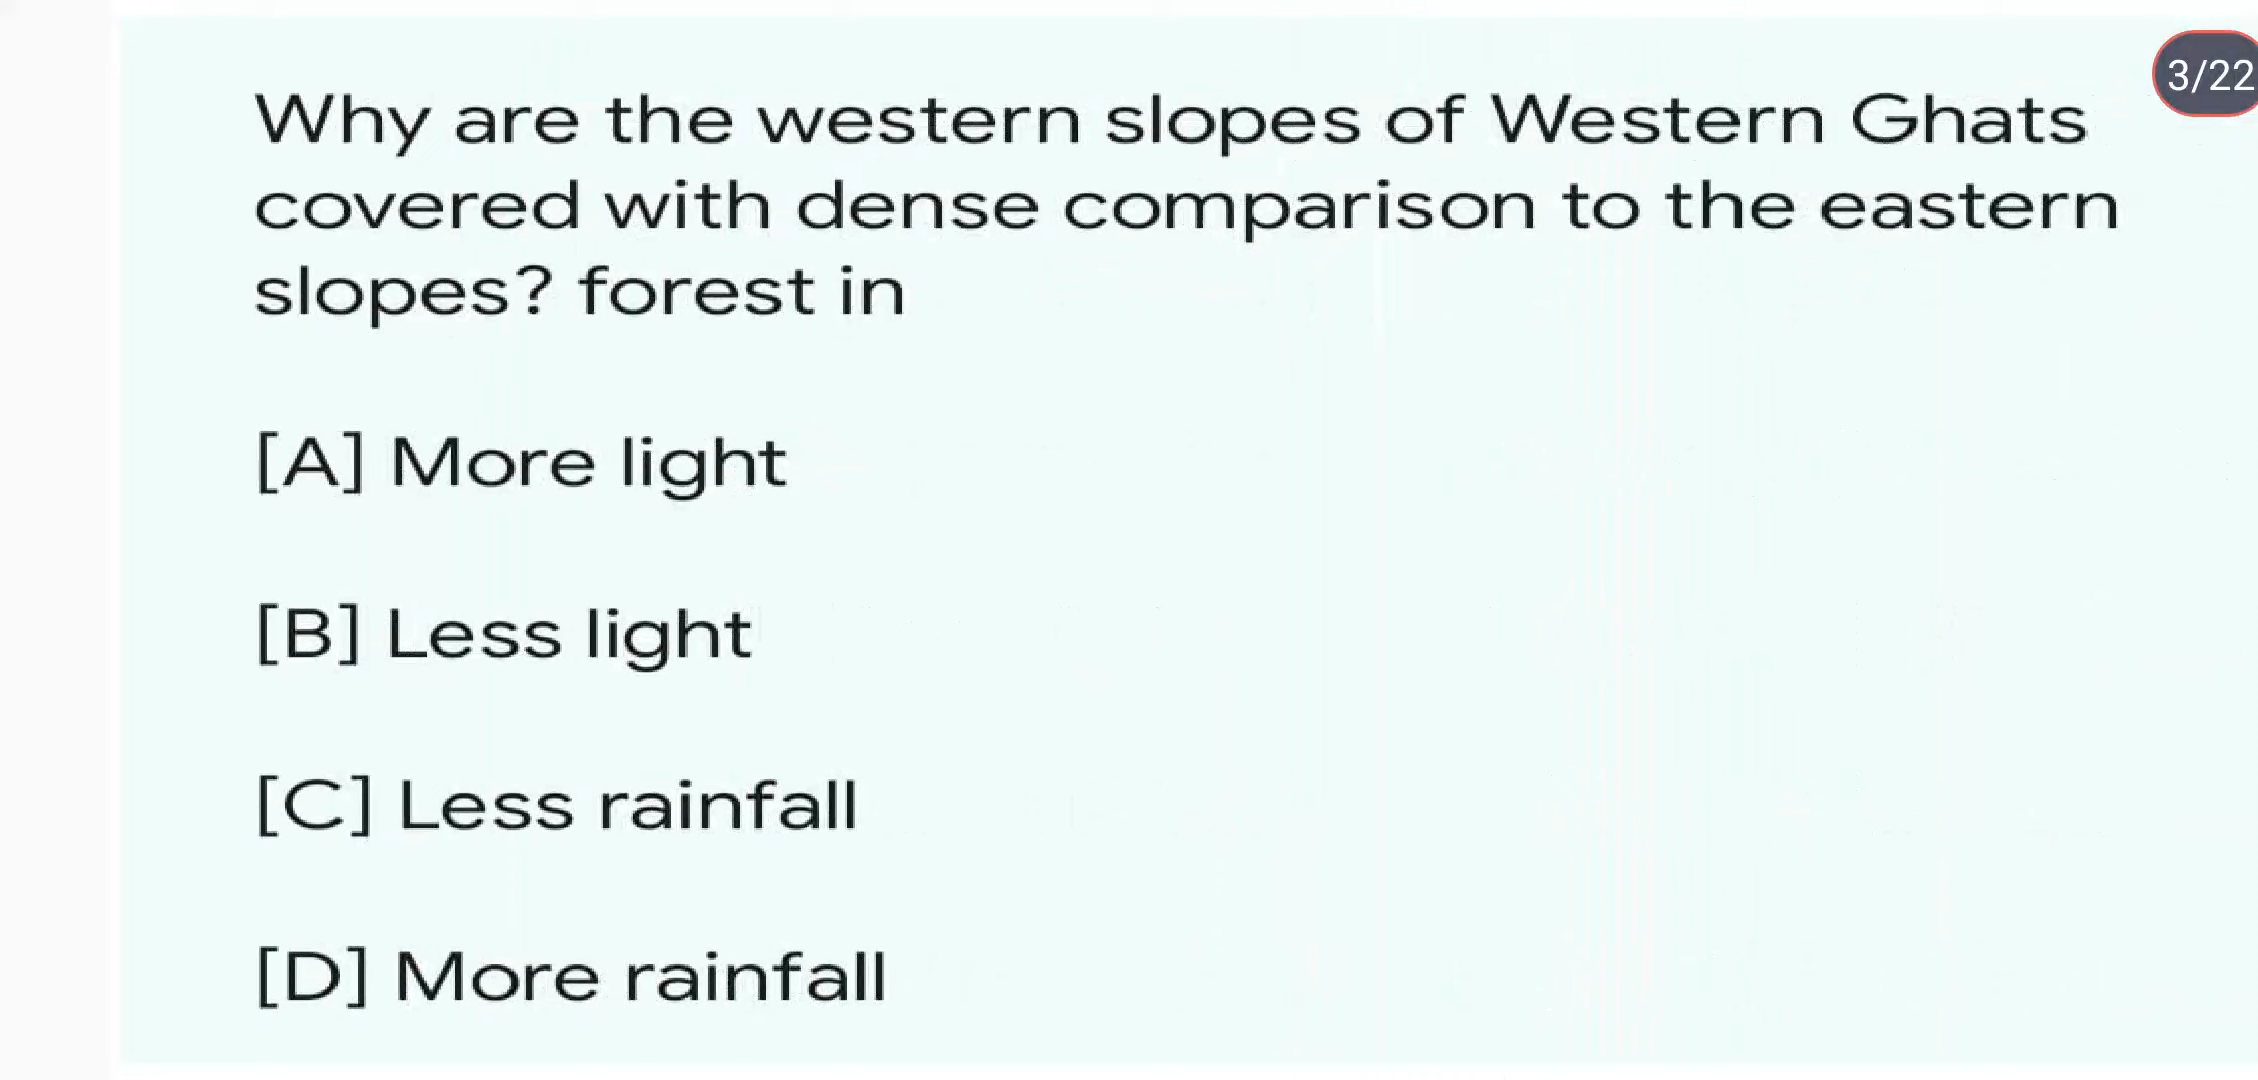 3/22
Why are the western slopes of Western Ghats
covered with dense comparison to the eastern
slopes? forest in
[A] More light
[B] Less light
[C] Less rainfall
[D] More rainfall